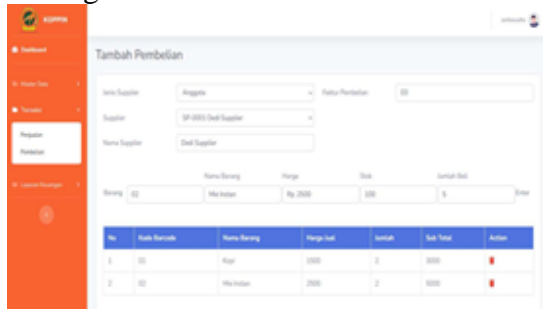 KOPPIN
Dashboard
Tambah Pembelian
Master Data
Jenis Supplier Anggota Faktur Pembelian 03
Transaksi
Supplier SP-0001 Dedi Supplier
Penjualan
Pembelian
Nama Supplier Dedi Supplier
Nama Barang Harga Stok Jumlah Beli
Laporan Keuangan
Barang 02 Mie Instan Rp. 2500 100 5 Enter
No Kode Barcode Nama Barang Harga Jual Jumlah Sub Total Action
1 01 Kopi 1500 2 3000
2 02 Mie Instan 2500 2 5000